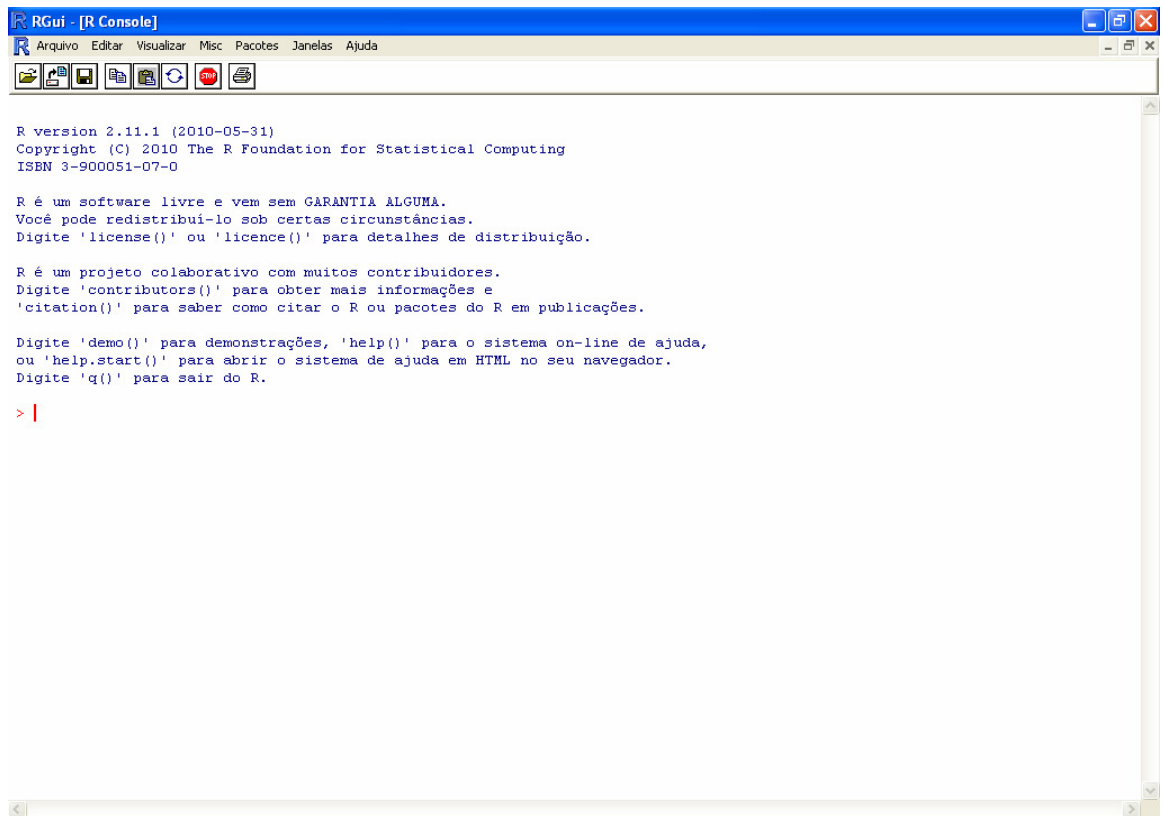 RGui - [R Console]
Arquivo Editar Visualizar Misc Pacotes Janelas Ajuda
STOP
R version 2.11.1 (2010-05-31)
Copyright (C) 2010 The R Foundation for Statistical Computing
ISBN 3-900051-07-0
R é um software livre e vem sem GARANTIA ALGUMA.
Você pode redistribuí-lo sob certas circunstâncias.
Digite 'license()' ou 'licence()' para detalhes de distribuição.
R é um projeto colaborativo com muitos contribuidores.
Digite 'contributors()' para obter mais informações e
'citation()' para saber como citar o R ou pacotes do R em publicações.
Digite 'demo()' para demonstrações, 'help()' para o sistema on-line de ajuda,
ou 'help.start()' para abrir o sistema de ajuda em HTML no seu navegador.
Digite 'q()' para sair do R.
>